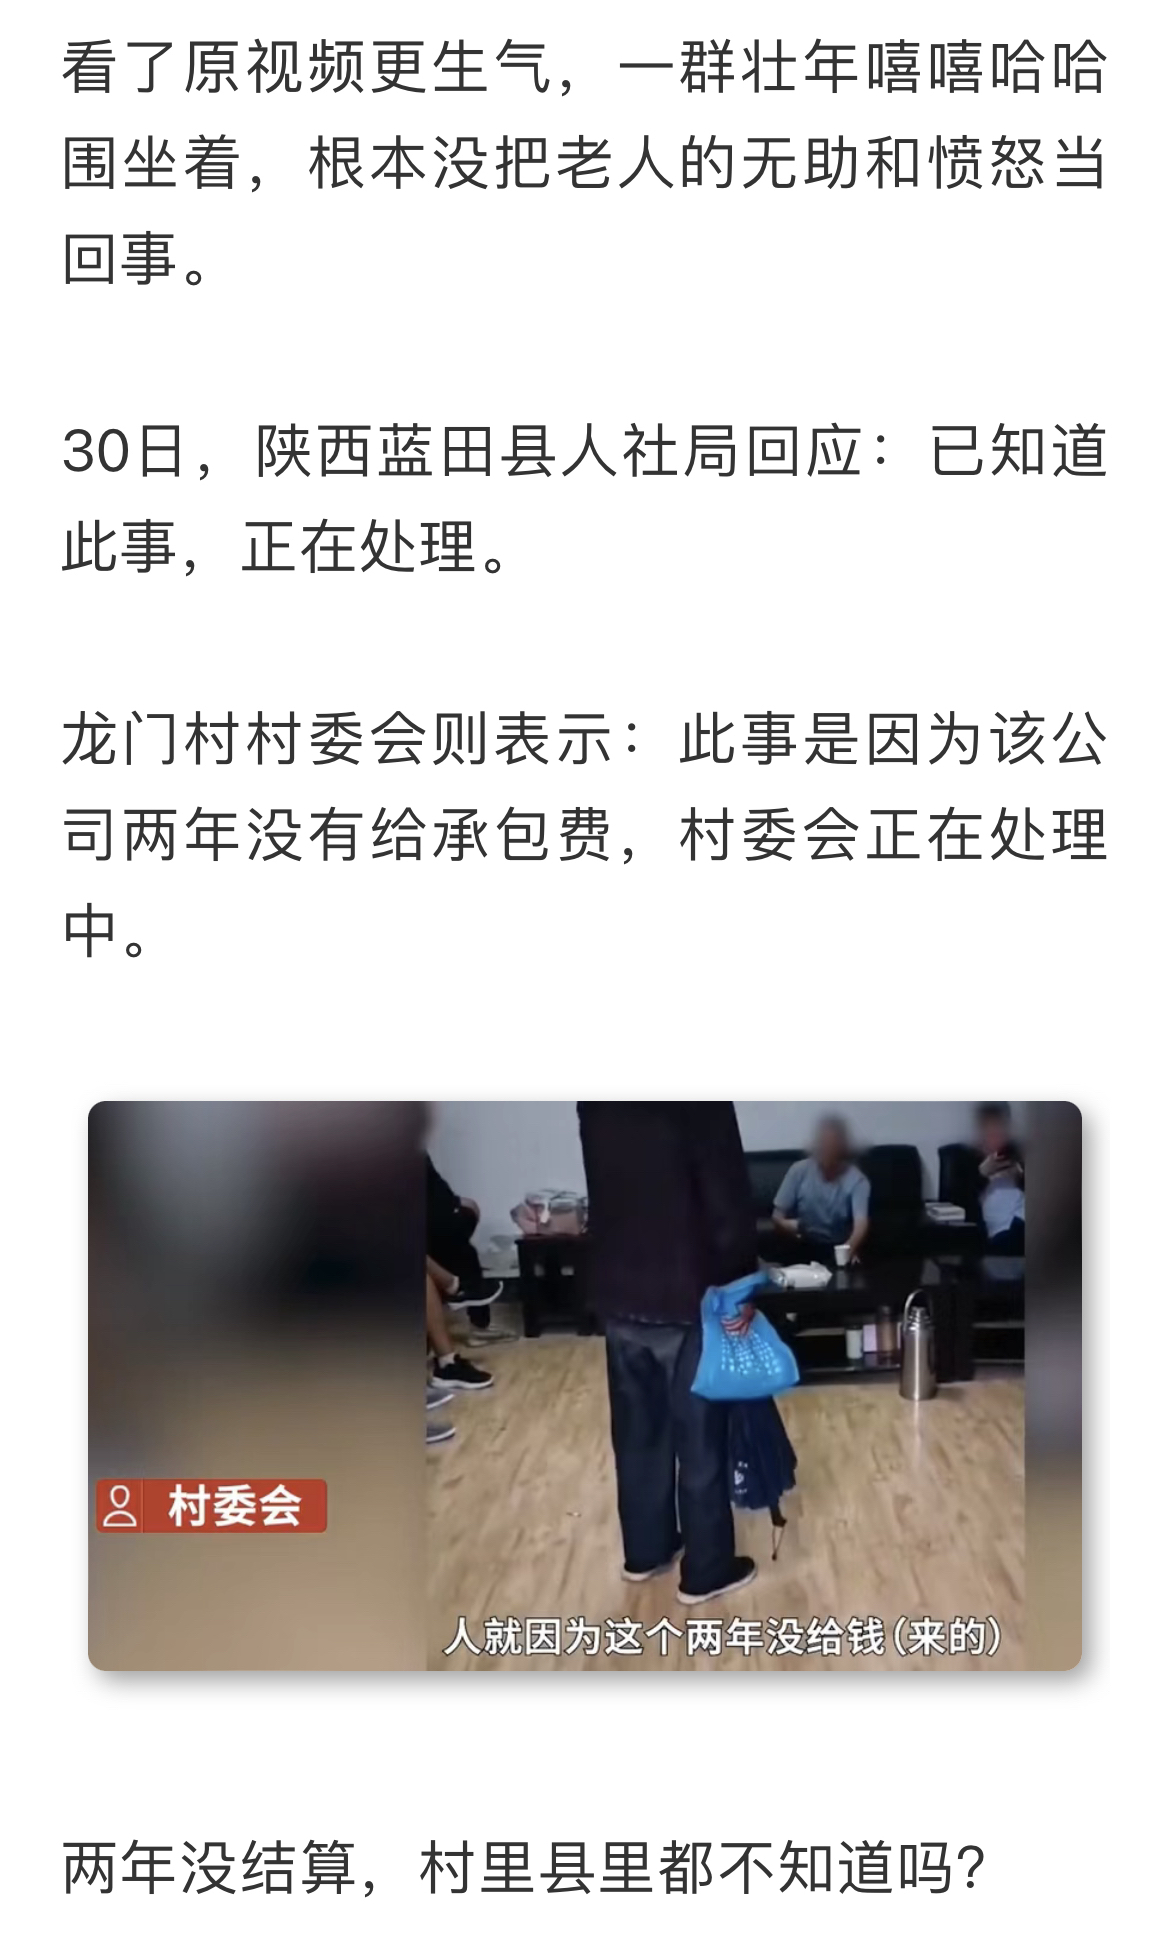 看了原视频更生气，一群壮年嘻嘻哈哈
围坐着，根本没把老人的无助和愤怒当
回事。
30日，陕西蓝田县人社局回应：已知道
此事，正在处理。
龙门村村委会则表示：此事是因为该公
司两年没有给承包费，村委会正在处理
中。
村委会
人就因为这个两年没给钱（来的）
两年没结算，村里县里都不知道吗?